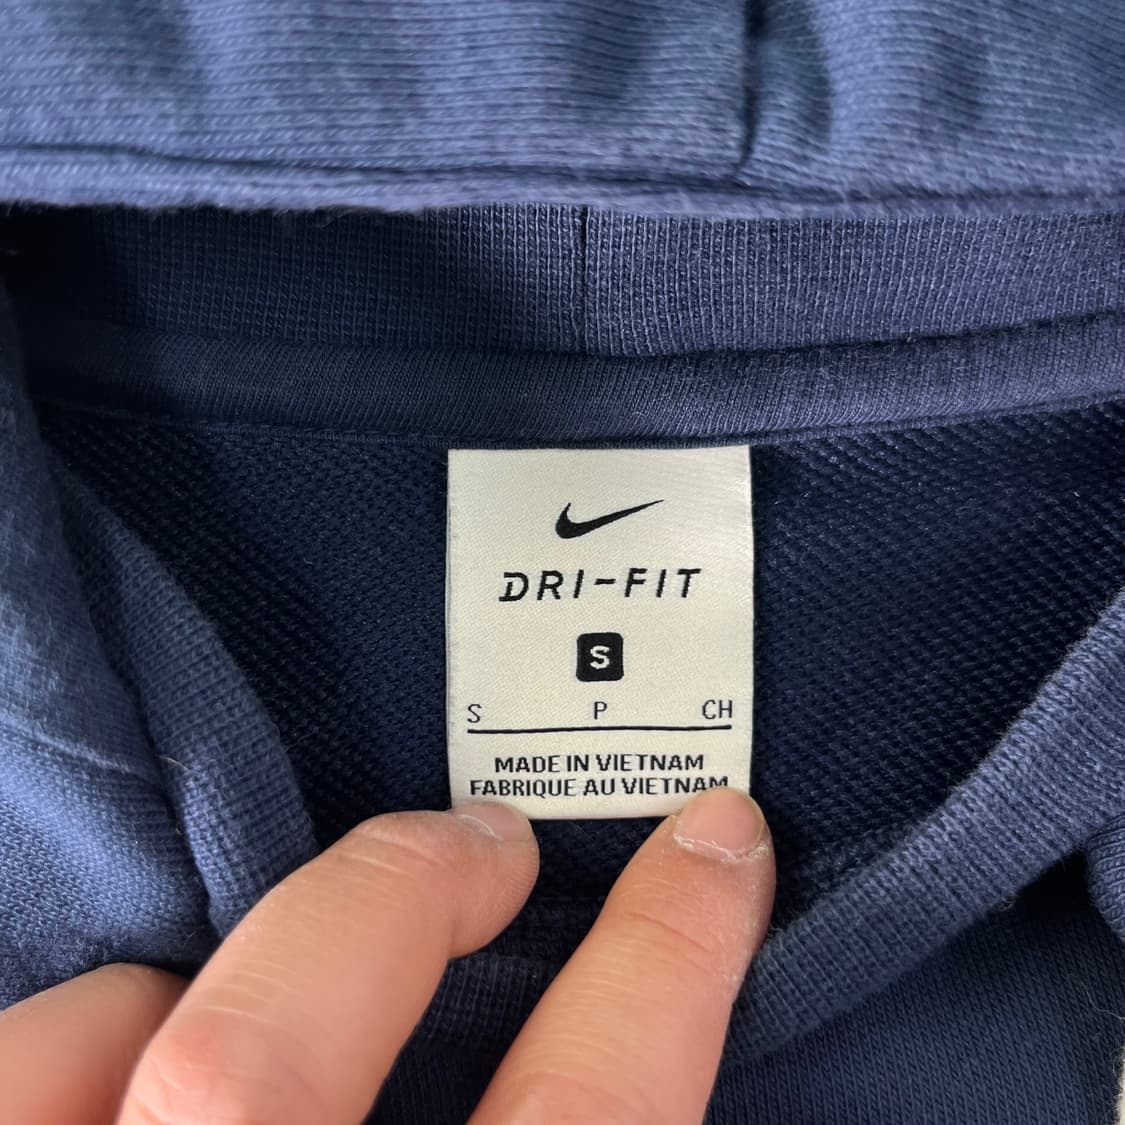 DRI-FIT
S
S P CH
MADE IN VIETNAM
FABRIQUE AU VIETNAM